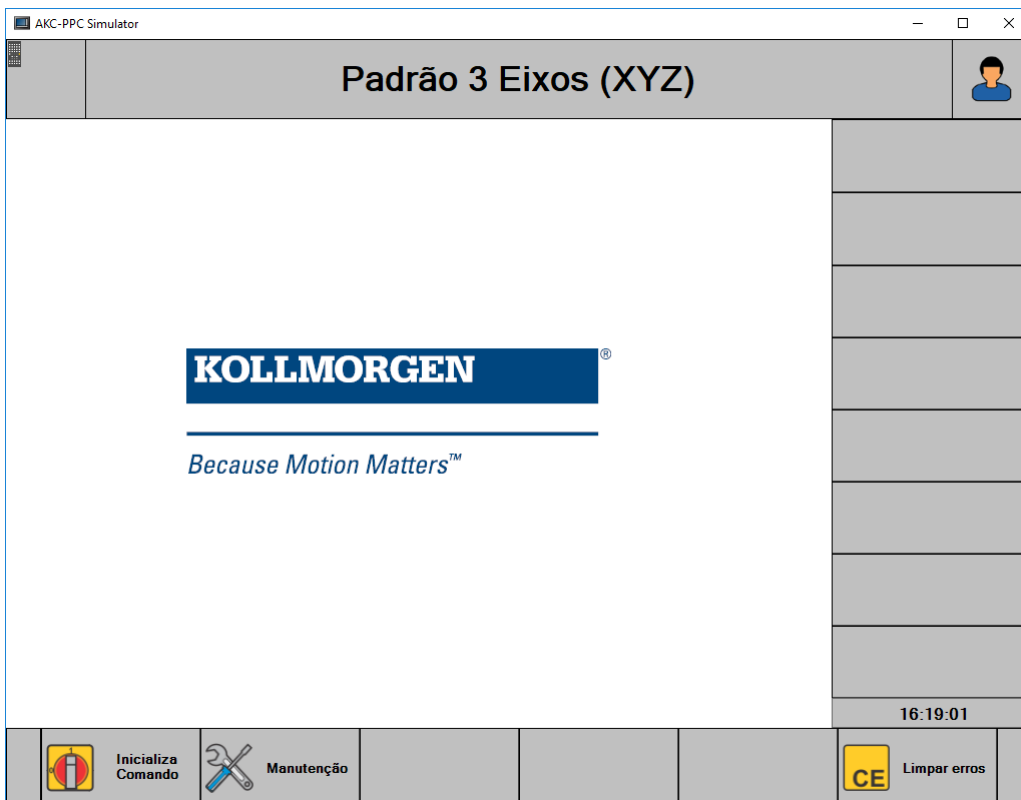 AKC-PPC Simulator
Padrão 3 Eixos (XYZ)
KOLLMORGEN®
Because Motion Matters™
16:19:01
Inicializa
Comando
Manutenção
CE
Limpar erros